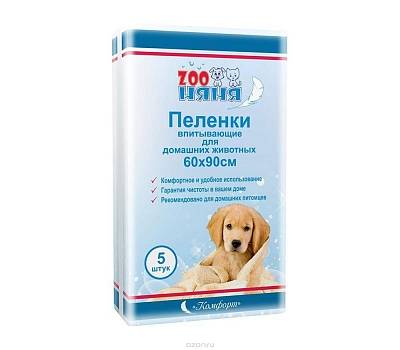 ZOO
НЯНЯ
Пеленки
впитывающие
для
домашних животных
60х90см
Комфортное и удобное использование
Гарантия чистоты в вашем доме
Рекомендовано для домашних питомцев
5
штук
"Комфорт"
ozon.ru